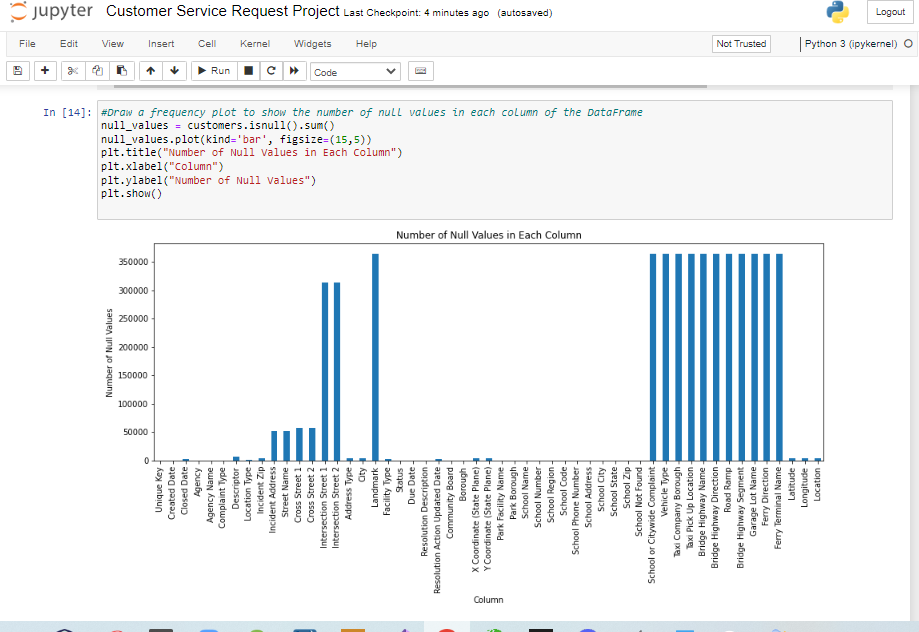 jupyter Customer Service Request Project Last Checkpoint: 4 minutes ago (autosaved)
Logout
File Edit View Insert Cell Kernel Widgets Help
Not Trusted
Python 3 (ipykernel)
Run
Code
In [14]:
#Draw a frequency plot to show the number of null values in each column of the DataFrame
null_values = customers.isnull().sum()
null_values.plot(kind='bar', figsize=(15,5))
plt.title("Number of Null Values in Each Column")
plt.xlabel("Column")
plt.ylabel("Number of Null Values")
plt.show()
Number of Null Values in Each Column
Number of Null Values
350000
300000
250000
200000
150000
100000
50000
0
Unique Key
Created Date
Closed Date
Agency
Agency Name
Complaint Type
Descriptor
Location Type
Incident Zip
Incident Address
Street Name
Cross Street 1
Cross Street 2
Intersection Street 1
Intersection Street 2
Address Type
City
Landmark
Facility Type
Status
Due Date
Resolution Description
Resolution Action Updated Date
Community Board
Borough
X Coordinate (State Plane)
Y Coordinate (State Plane)
Park Facility Name
Park Borough
School Name
School Number
School Region
School Code
School Phone Number
School Address
School City
School State
School Zip
School Not Found
School or Citywide Complaint
Vehicle Type
Taxi Company Borough
Taxi Pick Up Location
Bridge Highway Name
Bridge Highway Direction
Road Ramp
Bridge Highway Segment
Garage Lot Name
Ferry Direction
Ferry Terminal Name
Latitude
Longitude
Location
Column